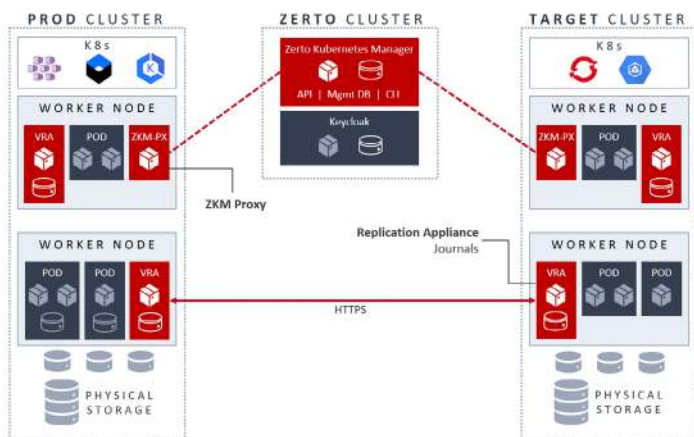 PROD CLUSTER
K8s
WORKER NODE
VRA
POD
ZKM-PX
ZKM Proxy
WORKER NODE
POD
POD
VRA
PHYSICAL
STORAGE
ZERTO CLUSTER
Zerto Kubernetes Manager
API | Mgmt DB | CLI
Keycloak
Replication Appliance
Journals
HTTPS
TARGET CLUSTER
K8s
WORKER NODE
ZKM-PX
POD
VRA
WORKER NODE
VRA
POD
POD
PHYSICAL
STORAGE